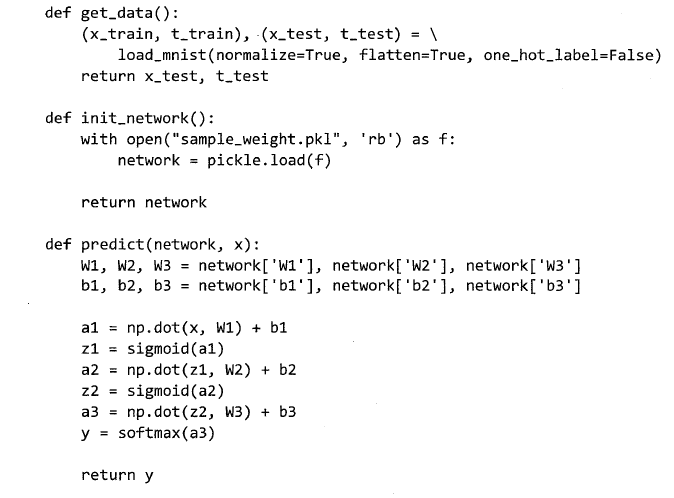 def get_data():
    (x_train, t_train), (x_test, t_test) = \
        load_mnist(normalize=True, flatten=True, one_hot_label=False)
    return x_test, t_test

def init_network():
    with open("sample_weight.pkl", 'rb') as f:
        network = pickle.load(f)

    return network

def predict(network, x):
    W1, W2, W3 = network['W1'], network['W2'], network['W3']
    b1, b2, b3 = network['b1'], network['b2'], network['b3']

    a1 = np.dot(x, W1) + b1
    z1 = sigmoid(a1)
    a2 = np.dot(z1, W2) + b2
    z2 = sigmoid(a2)
    a3 = np.dot(z2, W3) + b3
    y = softmax(a3)

    return y